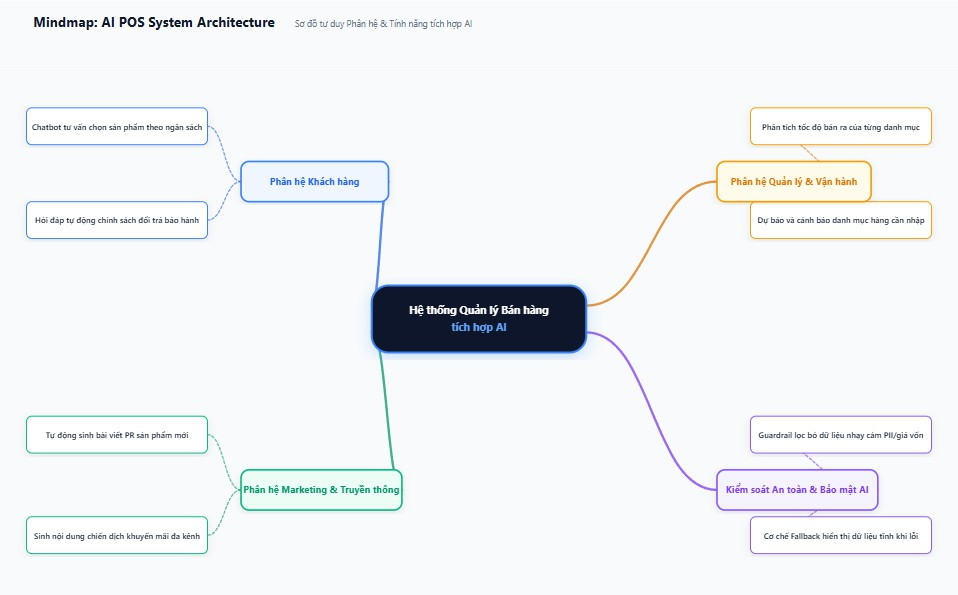 Mindmap: AI POS System Architecture
Sơ đồ tư duy Phân hệ & Tính năng tích hợp AI
Chatbot tư vấn chọn sản phẩm theo ngân sách
Phân hệ Khách hàng
Hỏi đáp tự động chính sách đổi trả bảo hành
Phân tích tốc độ bán ra của từng danh mục
Phân hệ Quản lý & Vận hành
Dự báo và cảnh báo danh mục hàng cần nhập
Hệ thống Quản lý Bán hàng
tích hợp AI
Tự động sinh bài viết PR sản phẩm mới
Phân hệ Marketing & Truyền thông
Sinh nội dung chiến dịch khuyến mãi đa kênh
Guardrail lọc bỏ dữ liệu nhạy cảm PII/giá vốn
Kiểm soát An toàn & Bảo mật AI
Cơ chế Fallback hiển thị dữ liệu tĩnh khi lỗi